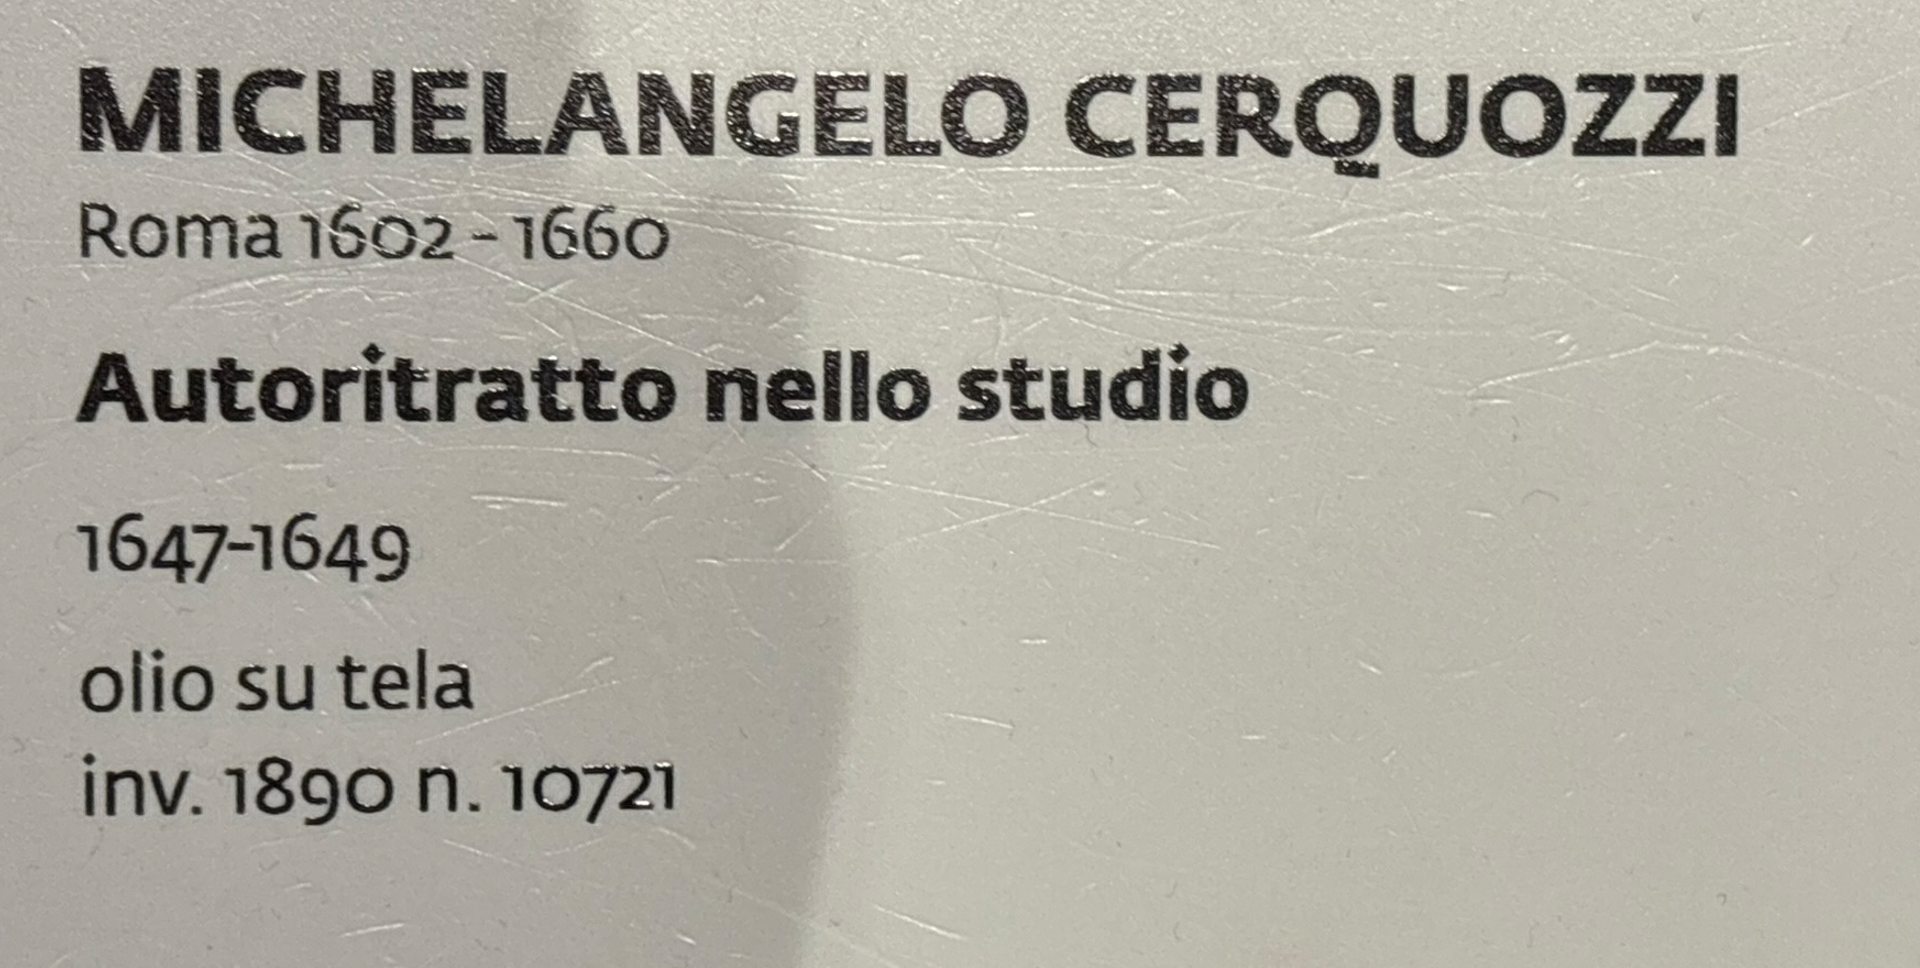 MICHELANGELO CERQUOZZI
Roma 1602 - 1660
Autoritratto nello studio
1647-1649
olio su tela
inv. 1890 n. 10721